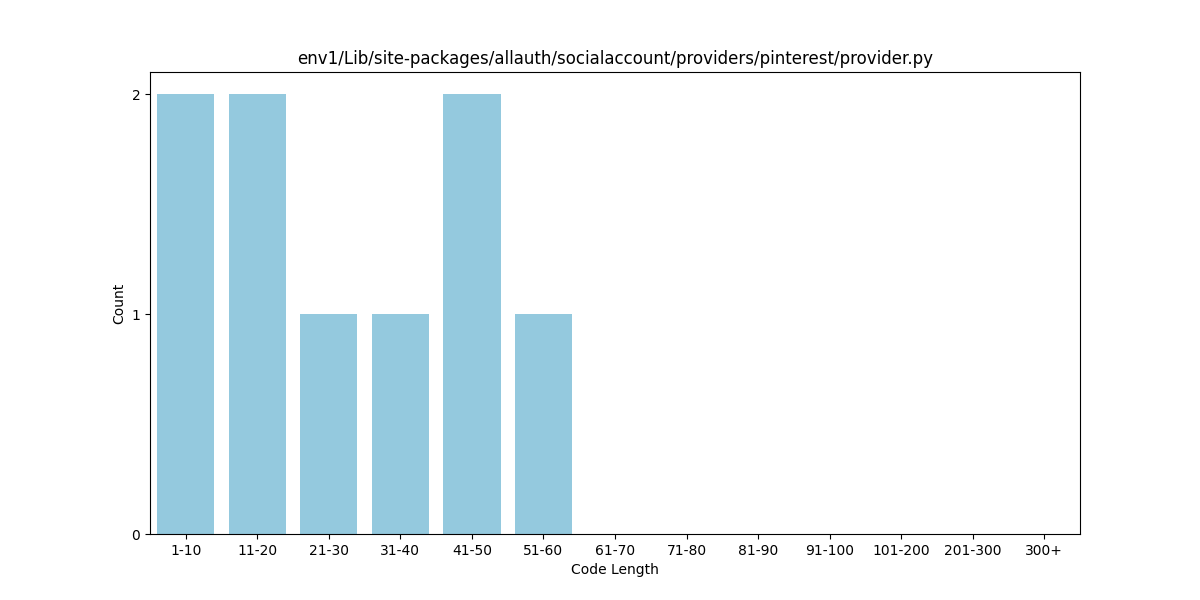 env1/Lib/site-packages/allauth/socialaccount/providers/pinterest/provider.py
2
1
0
Count
1-10 11-20 21-30 31-40 41-50 51-60 61-70 71-80 81-90 91-100 101-200 201-300 300+
Code Length